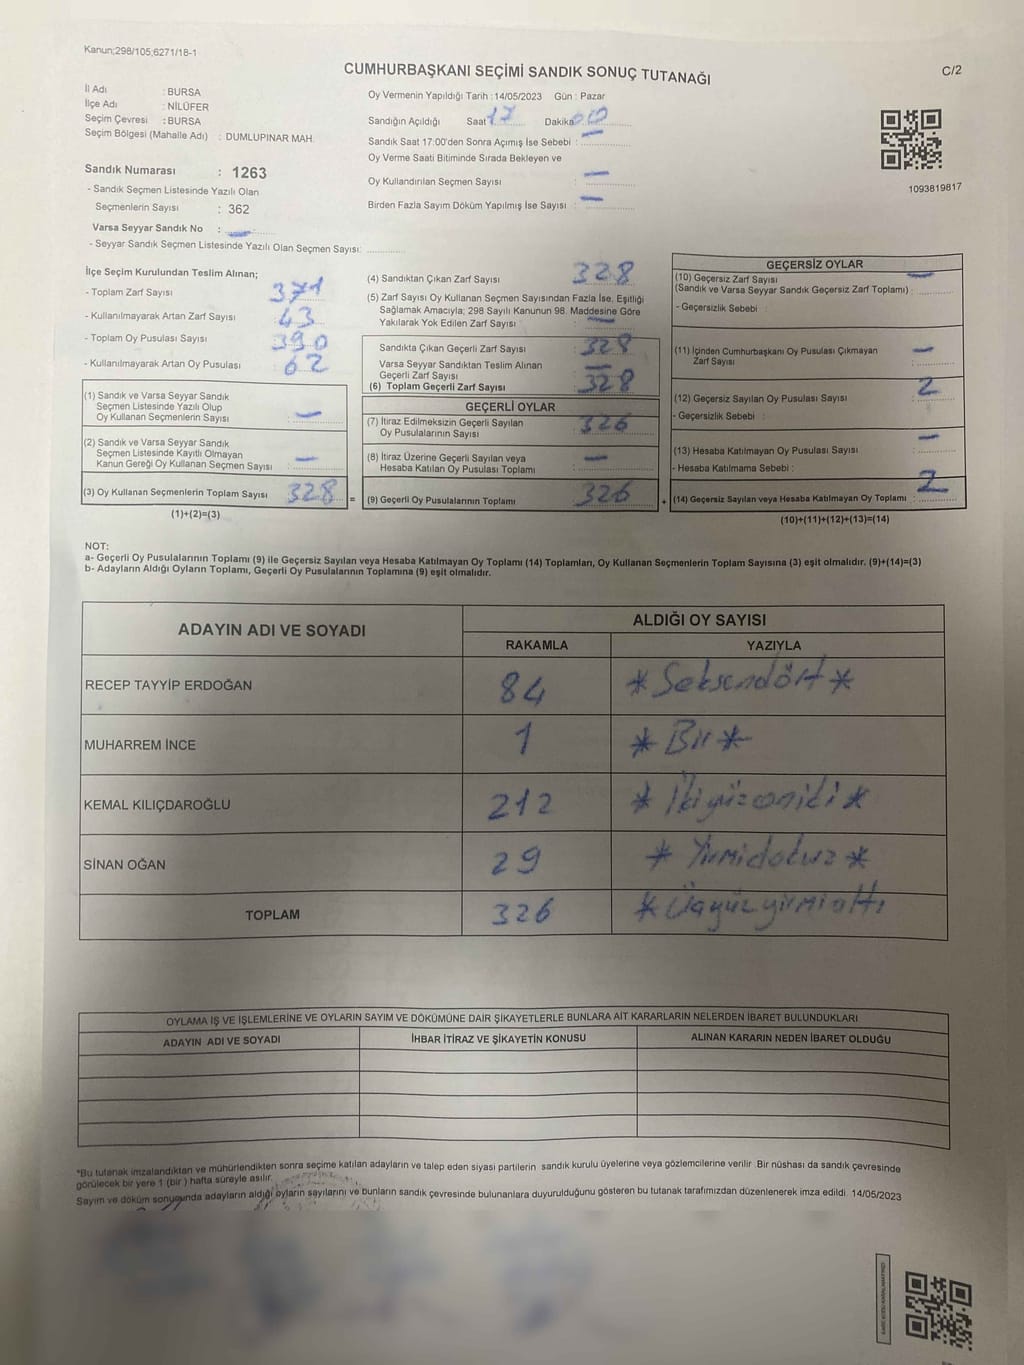 Kanun;298/105;6271/18-1
CUMHURBAŞKANI SEÇİMİ SANDIK SONUÇ TUTANAĞI
C/2
İl Adı : BURSA
İlçe Adı : NİLÜFER
Seçim Çevresi : BURSA
Seçim Bölgesi (Mahalle Adı) : DUMLUPINAR MAH.
Sandık Numarası : 1263
- Sandık Seçmen Listesinde Yazılı Olan
Seçmenlerin Sayısı : 362
Varsa Seyyar Sandık No : —
- Seyyar Sandık Seçmen Listesinde Yazılı Olan Seçmen Sayısı:
Oy Vermenin Yapıldığı Tarih : 14/05/2023 Gün : Pazar
Sandığın Açıldığı Saat 17 Dakika 00
Sandık Saat 17:00'den Sonra Açımış İse Sebebi : —
Oy Verme Saati Bitiminde Sırada Bekleyen ve
Oy Kullandırılan Seçmen Sayısı : —
Birden Fazla Sayım Döküm Yapılmış İse Sayısı : —
1093819817
İlçe Seçim Kurulundan Teslim Alınan;
- Toplam Zarf Sayısı : 371
- Kullanılmayarak Artan Zarf Sayısı : 43
- Toplam Oy Pusulası Sayısı : 390
- Kullanılmayarak Artan Oy Pusulası : 62
(1) Sandık ve Varsa Seyyar Sandık
Seçmen Listesinde Yazılı Olup
Oy Kullanan Seçmenlerin Sayısı : —
(2) Sandık ve Varsa Seyyar Sandık
Seçmen Listesinde Kayıtlı Olmayan
Kanun Gereği Oy Kullanan Seçmen Sayısı : —
(3) Oy Kullanan Seçmenlerin Toplam Sayısı : 328 =
(1)+(2)=(3)
(4) Sandıktan Çıkan Zarf Sayısı : 328
(5) Zarf Sayısı Oy Kullanan Seçmen Sayısından Fazla İse, Eşitliği
Sağlamak Amacıyla; 298 Sayılı Kanunun 98. Maddesine Göre
Yakılarak Yok Edilen Zarf Sayısı : —
Sandıkta Çıkan Geçerli Zarf Sayısı : 328
Varsa Seyyar Sandıktan Teslim Alınan
Geçerli Zarf Sayısı : —
(6) Toplam Geçerli Zarf Sayısı : 328
GEÇERLİ OYLAR
(7) İtiraz Edilmeksizin Geçerli Sayılan
Oy Pusulalarının Sayısı : 326
(8) İtiraz Üzerine Geçerli Sayılan veya
Hesaba Katılan Oy Pusulası Toplamı : —
(9) Geçerli Oy Pusulalarının Toplamı : 326 +
GEÇERSİZ OYLAR
(10) Geçersiz Zarf Sayısı
(Sandık ve Varsa Seyyar Sandık Geçersiz Zarf Toplamı) : —
- Geçersizlik Sebebi :
(11) İçinden Cumhurbaşkanı Oy Pusulası Çıkmayan
Zarf Sayısı : —
(12) Geçersiz Sayılan Oy Pusulası Sayısı : 2
- Geçersizlik Sebebi :
(13) Hesaba Katılmayan Oy Pusulası Sayısı : —
- Hesaba Katılmama Sebebi :
(14) Geçersiz Sayılan veya Hesaba Katılmayan Oy Toplamı : 2
(10)+(11)+(12)+(13)=(14)
NOT:
a- Geçerli Oy Pusulalarının Toplamı (9) ile Geçersiz Sayılan veya Hesaba Katılmayan Oy Toplamı (14) Toplamları, Oy Kullanan Seçmenlerin Toplam Sayısına (3) eşit olmalıdır. (9)+(14)=(3)
b- Adayların Aldığı Oyların Toplamı, Geçerli Oy Pusulalarının Toplamına (9) eşit olmalıdır.
ADAYIN ADI VE SOYADI
ALDIĞI OY SAYISI
RAKAMLA YAZIYLA
RECEP TAYYİP ERDOĞAN 84 * Seksendört *
MUHARREM İNCE 1 * Bir *
KEMAL KILIÇDAROĞLU 212 * İkiyüzoniki *
SİNAN OĞAN 29 * Yirmidokuz *
TOPLAM 326 * Üçyüzyirmialtı
OYLAMA İŞ VE İŞLEMLERİNE VE OYLARIN SAYIM VE DÖKÜMÜNE DAİR ŞİKAYETLERLE BUNLARA AİT KARARLARIN NELERDEN İBARET BULUNDUKLARI
ADAYIN ADI VE SOYADI İHBAR İTİRAZ VE ŞİKAYETİN KONUSU ALINAN KARARIN NEDEN İBARET OLDUĞU
*Bu tutanak imzalandıktan ve mühürlendikten sonra seçime katılan adayların ve talep eden siyasi partilerin sandık kurulu üyelerine veya gözlemcilerine verilir. Bir nüshası da sandık çevresinde
görülecek bir yere 1 (bir ) hafta süreyle asılır.
Sayım ve döküm sonucunda adayların aldığı oyların sayılarını ve bunların sandık çevresinde bulunanlara duyurulduğunu gösteren bu tutanak tarafımızdan düzenlenerek imza edildi. 14/05/2023